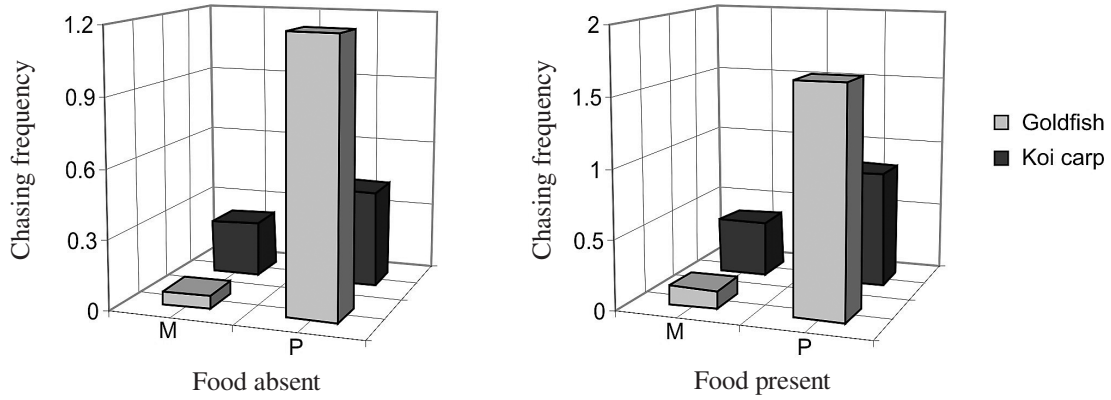 Chasing frequency
1.2
0.9
0.6
0.3
0
M
P
Food absent
Chasing frequency
2
1.5
1
0.5
0
M
P
Food present
Goldfish
Koi carp